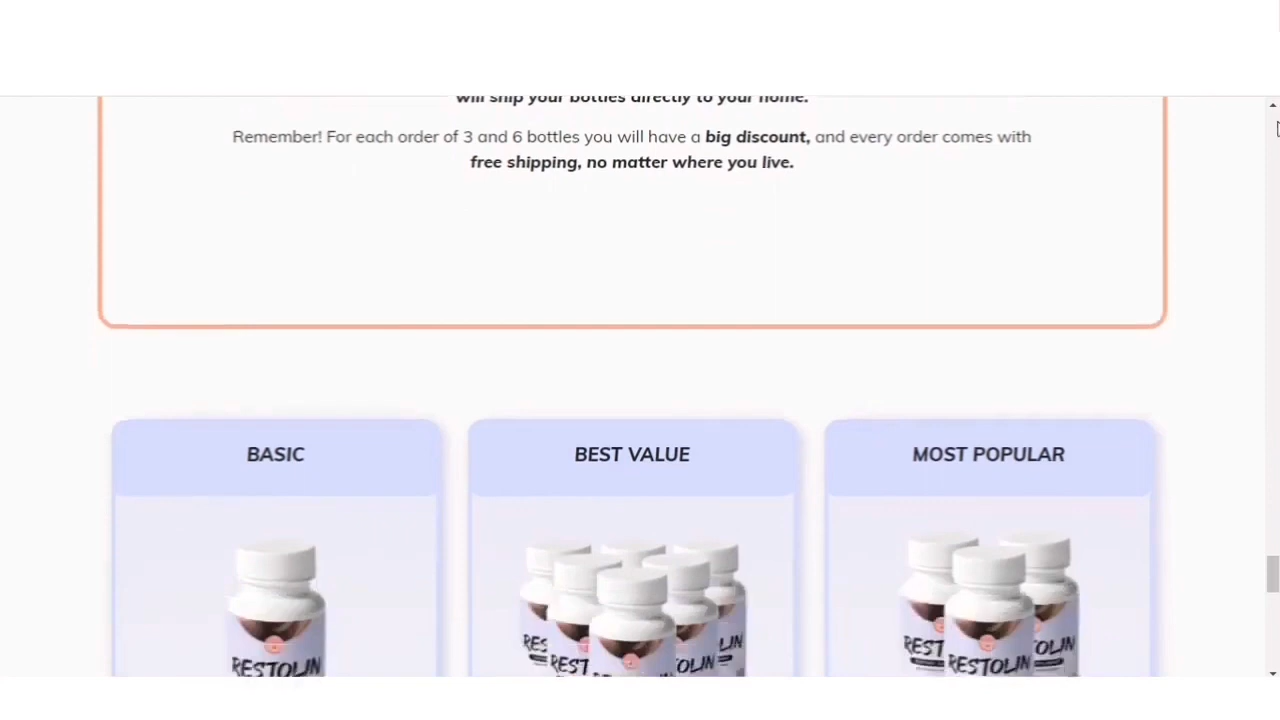 will ship your bottles directly to your home.
Remember! For each order of 3 and 6 bottles you will have a big discount, and every order comes with
free shipping, no matter where you live.
BASIC
BEST VALUE
MOST POPULAR
RESTOLIN
RESTOLIN